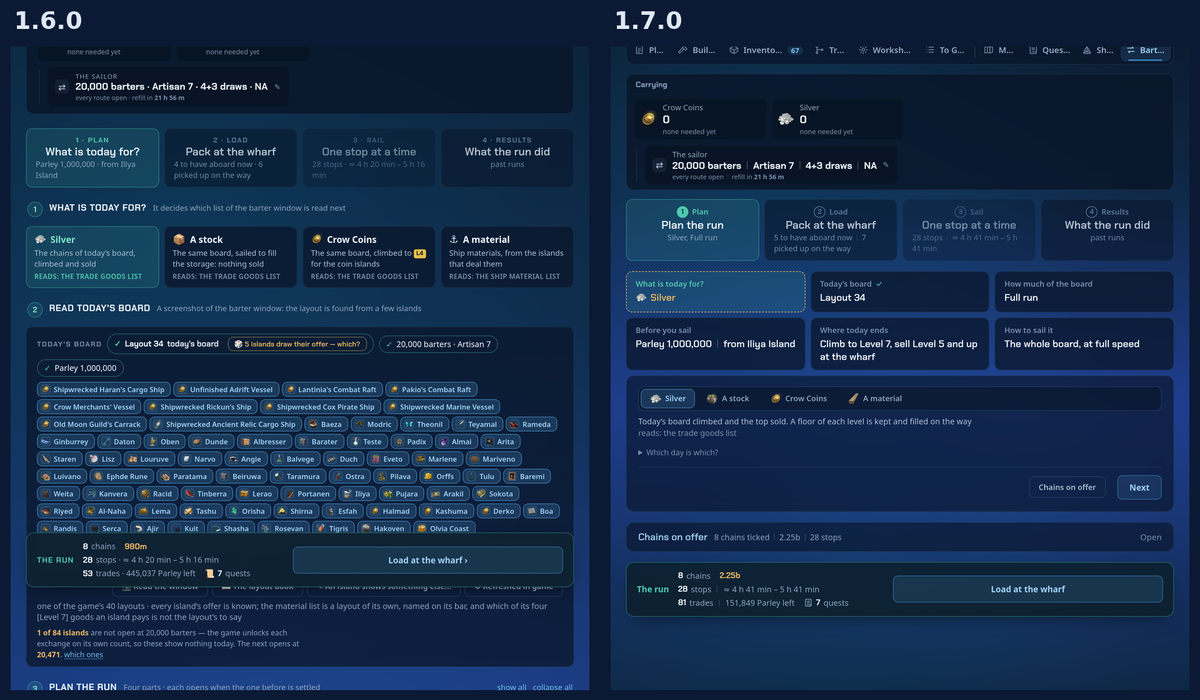 1.6.0
none needed yet
none needed yet
THE SAILOR
20,000 barters · Artisan 7 · 4+3 draws · NA
every route open · refill in 21 h 56 m
1 · PLAN
What is today for?
Parley 1,000,000 · from Iliya
Island
2 · LOAD
Pack at the wharf
4 to have aboard now · 6
picked up on the way
3 · SAIL
One stop at a time
28 stops · ≈ 4 h 20 min – 5 h 16
min
4 · RESULTS
What the run did
past runs
1 WHAT IS TODAY FOR? It decides which list of the barter window is read next
Silver
The chains of today's board,
climbed and sold
READS: THE TRADE GOODS LIST
A stock
The same board, sailed to fill
the storage: nothing sold
READS: THE TRADE GOODS LIST
Crow Coins
The same board, climbed to L4
for the coin islands
READS: THE TRADE GOODS LIST
A material
Ship materials, from the islands
that deal them
READS: THE SHIP MATERIAL LIST
2 READ TODAY'S BOARD A screenshot of the barter window: the layout is found from a few islands
TODAY'S BOARD ✓ Layout 34 today's board 5 islands draw their offer — which? ✓ 20,000 barters · Artisan 7
✓ Parley 1,000,000
Shipwrecked Haran's Cargo Ship Unfinished Adrift Vessel Lantinia's Combat Raft Pakio's Combat Raft
Crow Merchants' Vessel Shipwrecked Rickun's Ship Shipwrecked Cox Pirate Ship Shipwrecked Marine Vessel
Old Moon Guild's Carrack Shipwrecked Ancient Relic Cargo Ship Baeza Modric Theonil Teyamal Rameda
Ginburrey Daton Oben Dunde Albresser Barater Teste Padix Almai Arita
Staren Lisz Louruve Narvo Angie Balvege Duch Eveto Marlene Mariveno
Luivano Ephde Rune Paratama Beiruwa Taramura Ostra Pilava Orffs Tulu Baremi
Weita Kanvera Racid Tinberra Lerao Portanen Iliya Pujara Arakil Sokota
Riyed Al-Naha Lema Tashu Orisha Shirna Esfah Halmad Kashuma Derko Boa
Randis Serca Ajir Kuit Shasha Rosevan Tigris Hakoven Olvia Coast
THE RUN
8 chains 980m
28 stops · ≈ 4 h 20 min – 5 h 16 min
53 trades · 445,037 Parley left 7 quests
Load at the wharf ›
one of the game's 40 layouts · every island's offer is known; the material list is a layout of its own, named on its bar, and which of its four
[Level 7] goods an island pays is not the layout's to say
1 of 84 islands are not open at 20,000 barters — the game unlocks each
exchange on its own count, so these show nothing today. The next opens at
20,471. which ones
3 PLAN THE RUN Four parts · each opens when the one before is settled show all collapse all
1.7.0
Pl... Buil... Invento... 67 Tr... Worksh... To G... M... Ques... Sh... Bart...
Carrying
Crow Coins
0
none needed yet
Silver
0
none needed yet
The sailor
20,000 barters | Artisan 7 | 4+3 draws | NA
every route open | refill in 21 h 56 m
1 Plan
Plan the run
Silver, Full run
2 Load
Pack at the wharf
5 to have aboard now | 7
picked up on the way
3 Sail
One stop at a time
28 stops | ≈ 4 h 41 min – 5 h
41 min
4 Results
What the run did
past runs
What is today for?
Silver
Today's board ✓
Layout 34
How much of the board
Full run
Before you sail
Parley 1,000,000 | from Iliya Island
Where today ends
Climb to Level 7, sell Level 5 and up
at the wharf
How to sail it
The whole board, at full speed
Silver A stock Crow Coins A material
Today's board climbed and the top sold. A floor of each level is kept and filled on the way
reads: the trade goods list
▶ Which day is which?
Chains on offer Next
Chains on offer 8 chains ticked | 2.25b | 28 stops Open
The run
8 chains 2.25b
28 stops | ≈ 4 h 41 min – 5 h 41 min
81 trades | 151,849 Parley left 7 quests
Load at the wharf